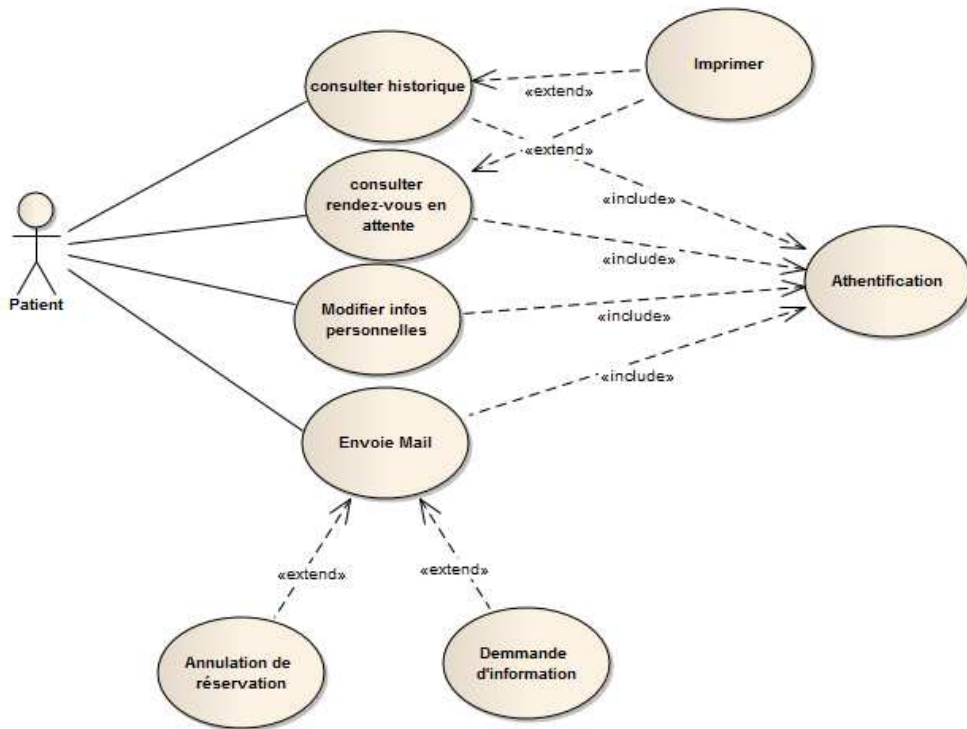 consulter historique
Imprimer
«extend»
«extend»
consulter
rendez-vous en
attente
«include»
«include»
Athentification
Patient
Modifier infos
personnelles
«include»
«include»
Envoie Mail
«extend»
«extend»
Annulation de
réservation
Demmande
d'information